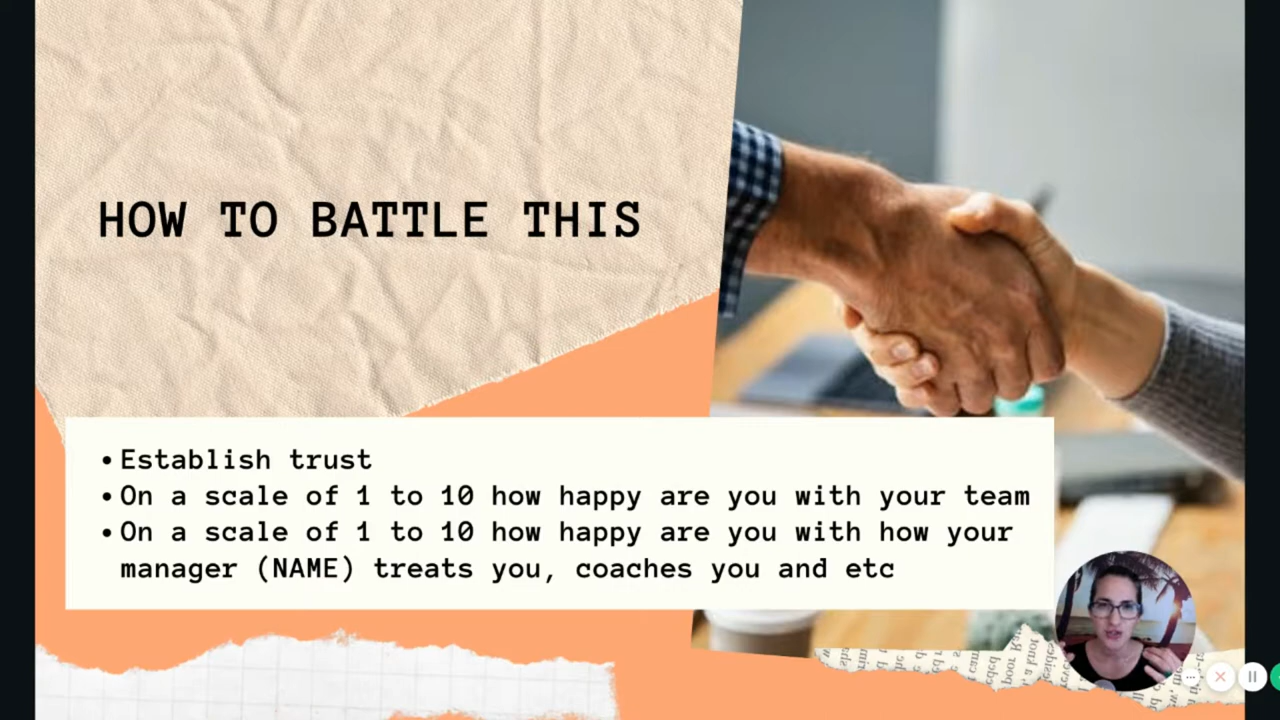 HOW TO BATTLE THIS
• Establish trust
• On a scale of 1 to 10 how happy are you with your team
• On a scale of 1 to 10 how happy are you with how your
manager (NAME) treats you, coaches you and etc